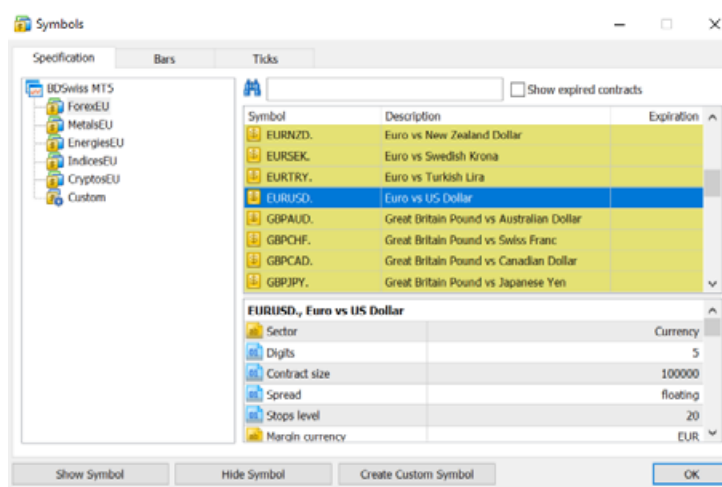 Symbols
Specification Bars Ticks
BDSwiss MT5
ForexEU
MetalsEU
EnergiesEU
IndicesEU
CryptosEU
Custom
Show expired contracts
Symbol Description Expiration
EURNZD. Euro vs New Zealand Dollar
EURSEK. Euro vs Swedish Krona
EURTRY. Euro vs Turkish Lira
EURUSD. Euro vs US Dollar
GBPAUD. Great Britain Pound vs Australian Dollar
GBPCHF. Great Britain Pound vs Swiss Franc
GBPCAD. Great Britain Pound vs Canadian Dollar
GBPJPY. Great Britain Pound vs Japanese Yen
EURUSD., Euro vs US Dollar
Sector Currency
Digits 5
Contract size 100000
Spread floating
Stops level 20
Margin currency EUR
Show Symbol Hide Symbol Create Custom Symbol OK